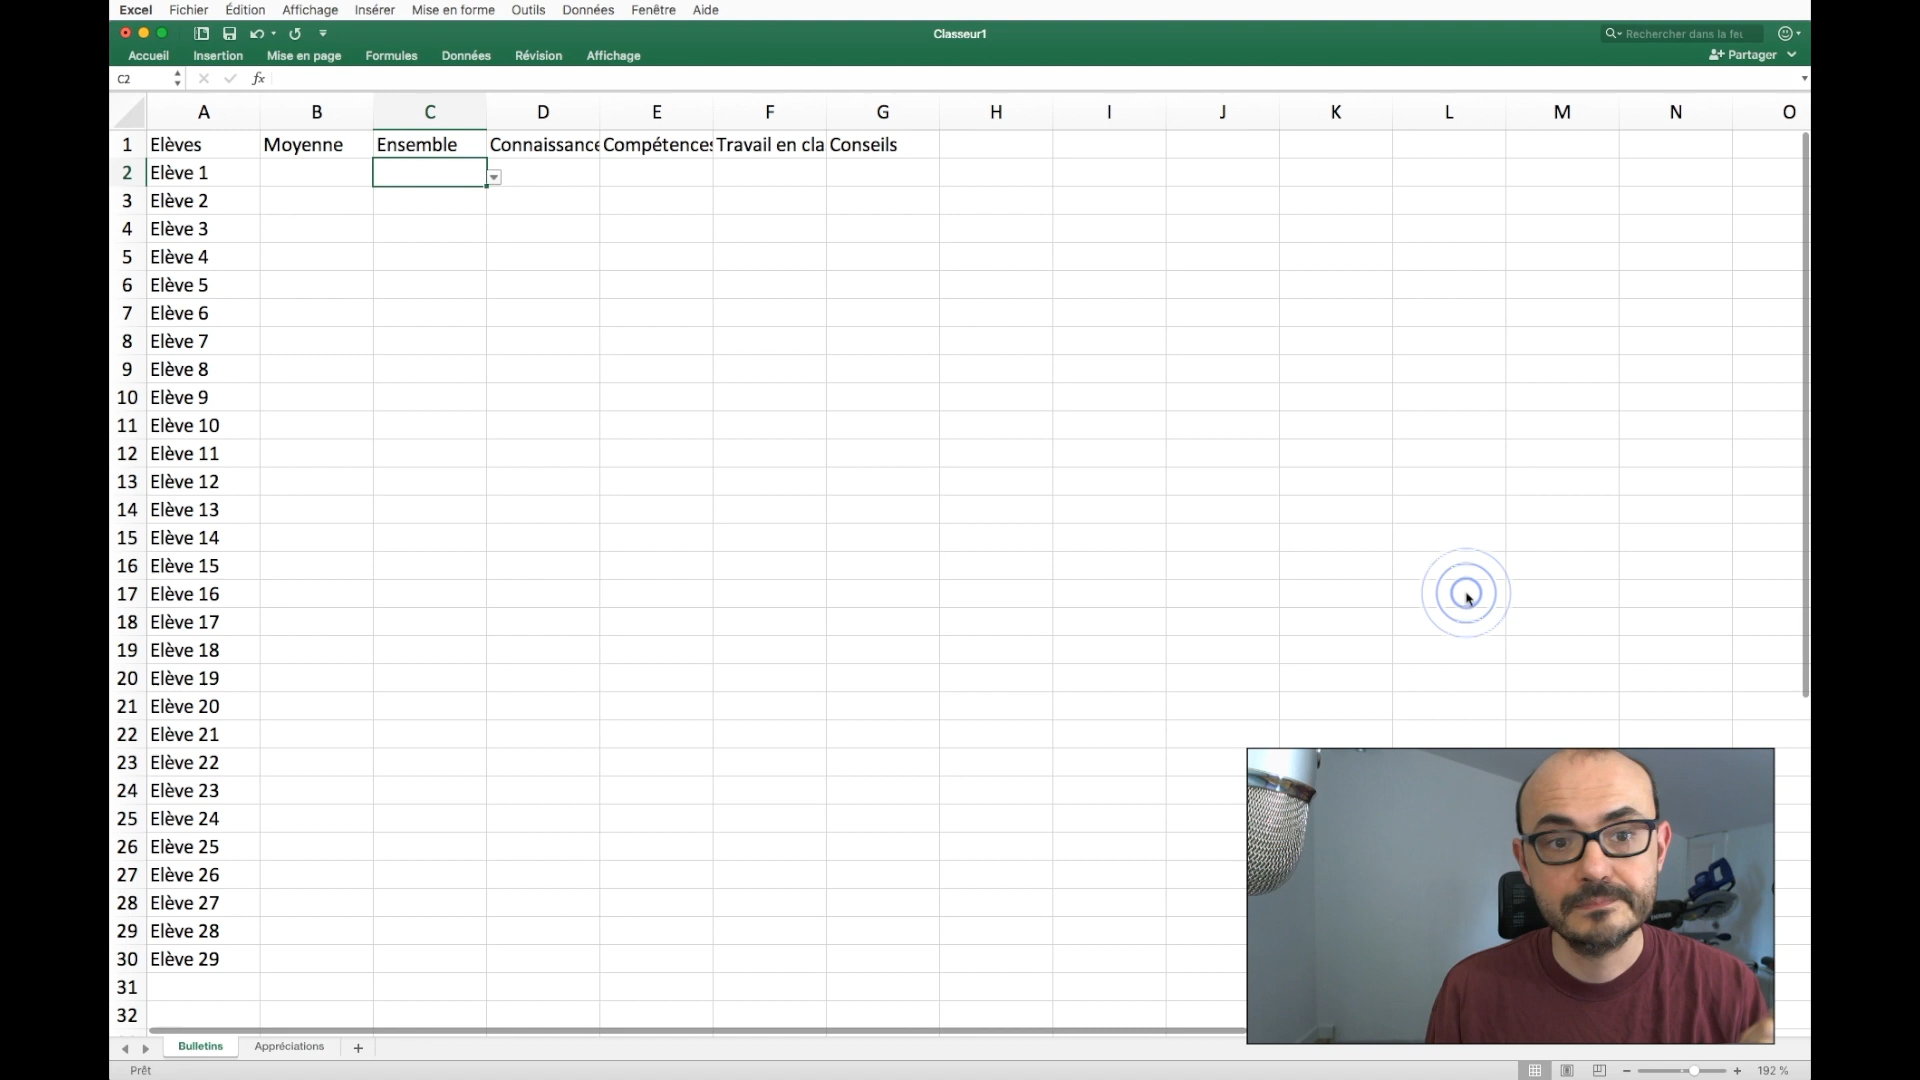 Excel Fichier Édition Affichage Insérer Mise en forme Outils Données Fenêtre Aide
Classeur1
Rechercher dans la feu
Accueil Insertion Mise en page Formules Données Révision Affichage
Partager
C2
fx
A B C D E F G H I J K L M N O
1 Elèves Moyenne Ensemble Connaissance Compétences Travail en cla Conseils
2 Elève 1
3 Elève 2
4 Elève 3
5 Elève 4
6 Elève 5
7 Elève 6
8 Elève 7
9 Elève 8
10 Elève 9
11 Elève 10
12 Elève 11
13 Elève 12
14 Elève 13
15 Elève 14
16 Elève 15
17 Elève 16
18 Elève 17
19 Elève 18
20 Elève 19
21 Elève 20
22 Elève 21
23 Elève 22
24 Elève 23
25 Elève 24
26 Elève 25
27 Elève 26
28 Elève 27
29 Elève 28
30 Elève 29
31
32
Bulletins Appréciations +
Prêt
192 %